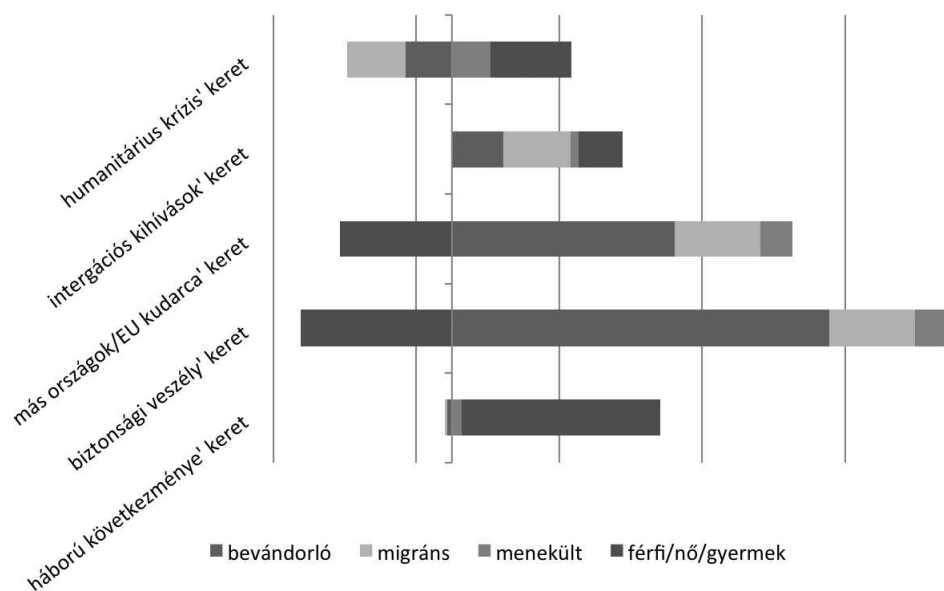 humanitárius krízis' keret
intergációs kihívások' keret
más országok/EU kudarca' keret
biztonsági veszély' keret
háború következménye' keret
bevándorló migráns menekült férfi/nő/gyermek